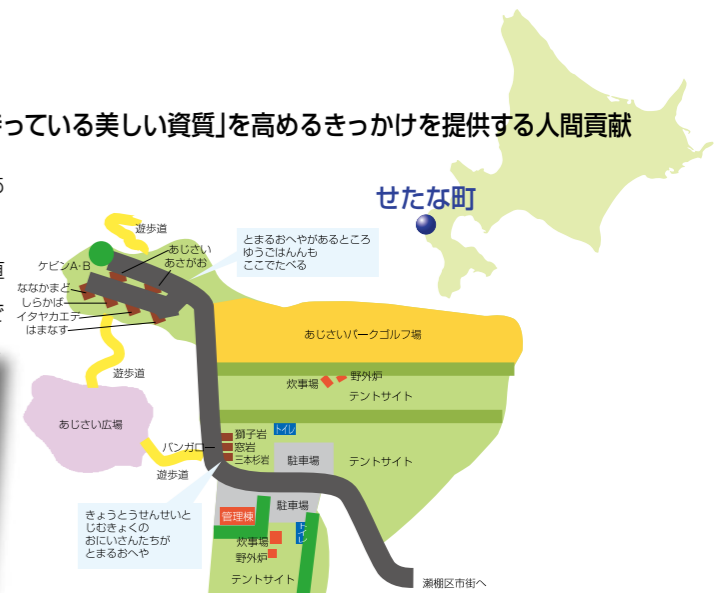 持っている美しい資質」を高めるきっかけを提供する人間貢献
せたな町
遊歩道
あじさい
あさがお
とまるおへやがあるところ
ゆうごはんんも
ここでたべる
ケビンA・B
ななかまど
しらかば
イタヤカエデ
はまなす
あじさいパークゴルフ場
遊歩道
炊事場
野外炉
テントサイト
あじさい広場
バンガロー
獅子岩
窓岩
三本杉岩
トイレ
駐車場
テントサイト
遊歩道
きょうとうせんせいと
じむきょくの
おにいさんたちが
とまるおへや
管理棟
駐車場
トイレ
炊事場
野外炉
テントサイト
瀬棚区市街へ